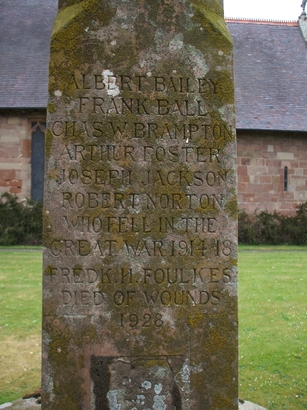 ALBERT BAILEY
FRANK BALL
CHAS. W. BRAMPTON
ARTHUR FOSTER
JOSEPH JACKSON
ROBERT NORTON
WHO FELL IN THE
GREAT WAR 1914-18
FREDK. H. FOULKES
DIED OF WOUNDS
1928